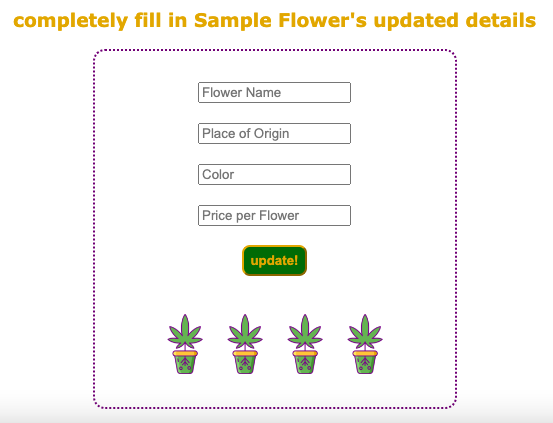 completely fill in Sample Flower's updated details
Flower Name
Place of Origin
Color
Price per Flower
update!